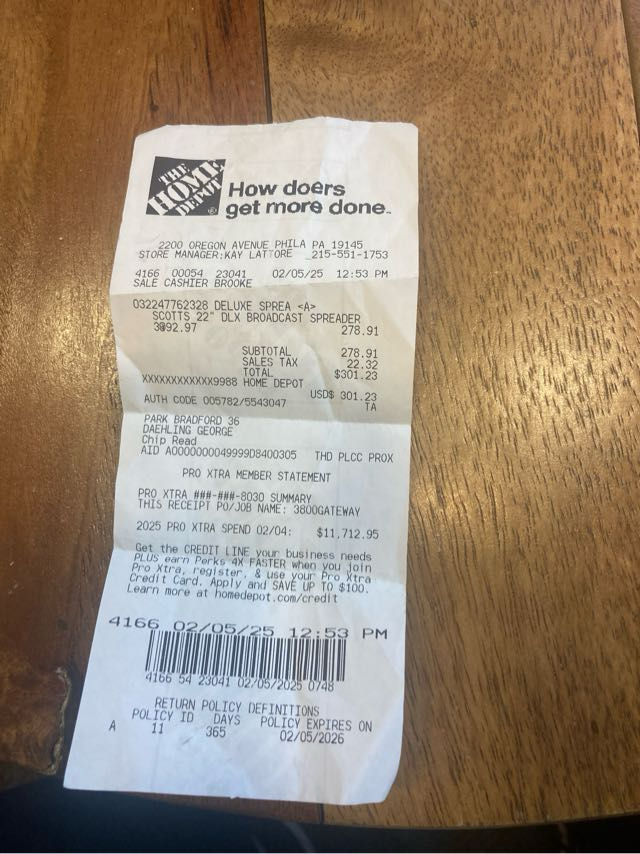 THE
HOME
DEPOT®
How doers
get more done™
2200 OREGON AVENUE PHILA PA 19145
STORE MANAGER:KAY LATTORE 215-551-1753
4166 00054 23041 02/05/25 12:53 PM
SALE CASHIER BROOKE
032247762328 DELUXE SPREA <A>
SCOTTS 22" DLX BROADCAST SPREADER
3@92.97 278.91
SUBTOTAL 278.91
SALES TAX 22.32
TOTAL $301.23
XXXXXXXXXXXX9988 HOME DEPOT
USD$ 301.23
AUTH CODE 005782/5543047 TA
PARK BRADFORD 36
DAEHLING GEORGE
Chip Read
AID A0000000049999D8400305 THD PLCC PROX
PRO XTRA MEMBER STATEMENT
PRO XTRA ###-###-8030 SUMMARY
THIS RECEIPT PO/JOB NAME: 3800GATEWAY
2025 PRO XTRA SPEND 02/04: $11,712.95
Get the CREDIT LINE your business needs
PLUS earn Perks 4X FASTER when you join
Pro Xtra, register, & use your Pro Xtra
Credit Card. Apply and SAVE UP TO $100.
Learn more at homedepot.com/credit
4166 02/05/25 12:53 PM
4166 54 23041 02/05/2025 0748
RETURN POLICY DEFINITIONS
POLICY ID DAYS POLICY EXPIRES ON
A 11 365 02/05/2026